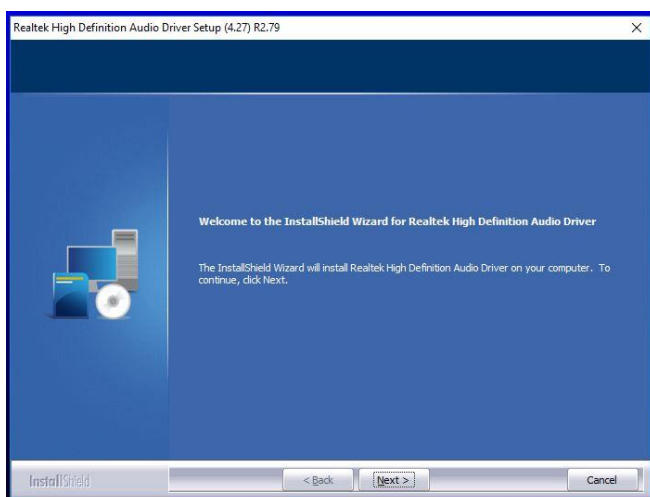 Realtek High Definition Audio Driver Setup (4.27) R2.79
Welcome to the InstallShield Wizard for Realtek High Definition Audio Driver
The InstallShield Wizard will install Realtek High Definition Audio Driver on your computer. To
continue, click Next.
InstallShield
< Back
Next >
Cancel